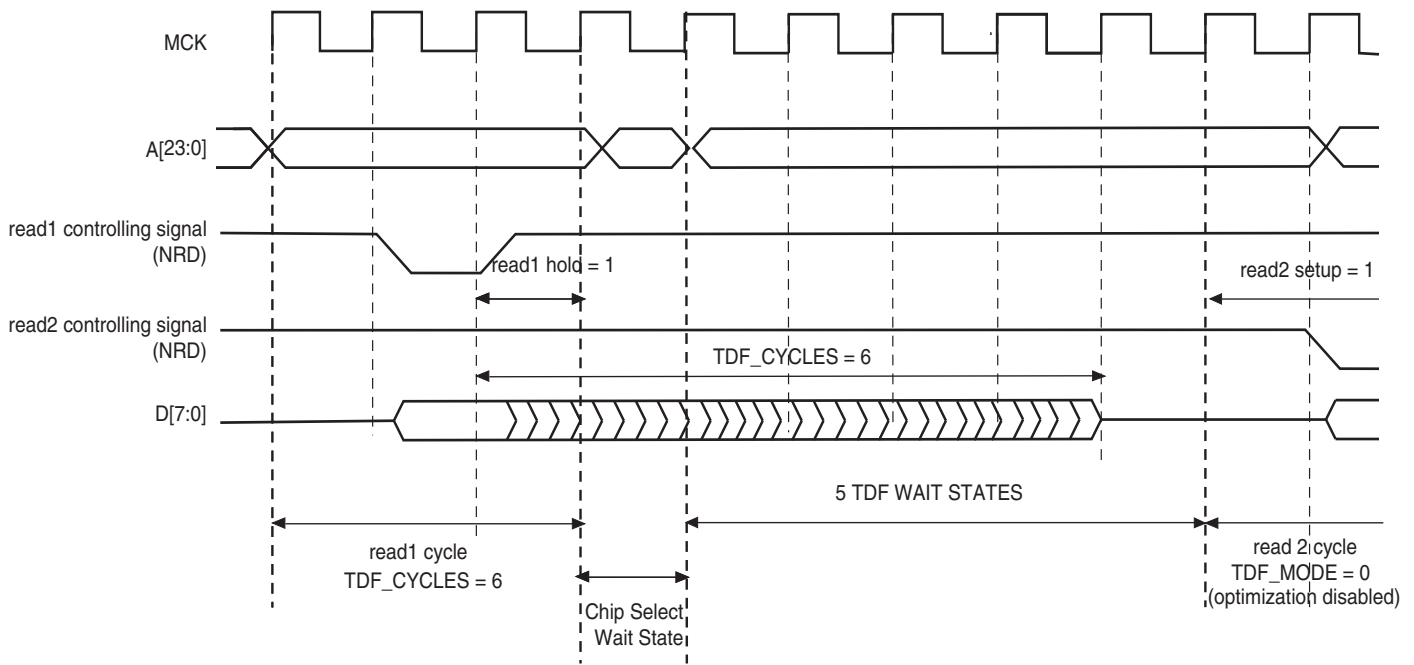 MCK
A[23:0]
read1 controlling signal
(NRD)
read1 hold = 1
read2 setup = 1
read2 controlling signal
(NRD)
TDF_CYCLES = 6
D[7:0]
5 TDF WAIT STATES
read1 cycle
TDF_CYCLES = 6
Chip Select
Wait State
read 2 cycle
TDF_MODE = 0
(optimization disabled)